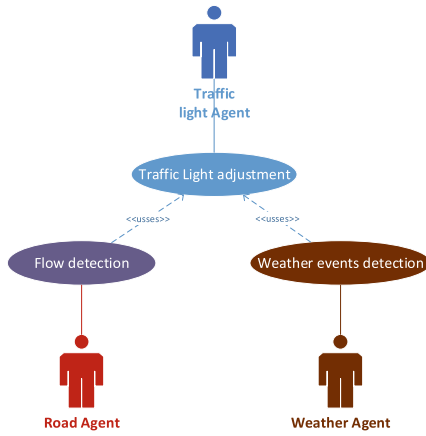 Traffic
light Agent
Traffic Light adjustment
<<usses>>
<<usses>>
Flow detection
Weather events detection
Road Agent
Weather Agent